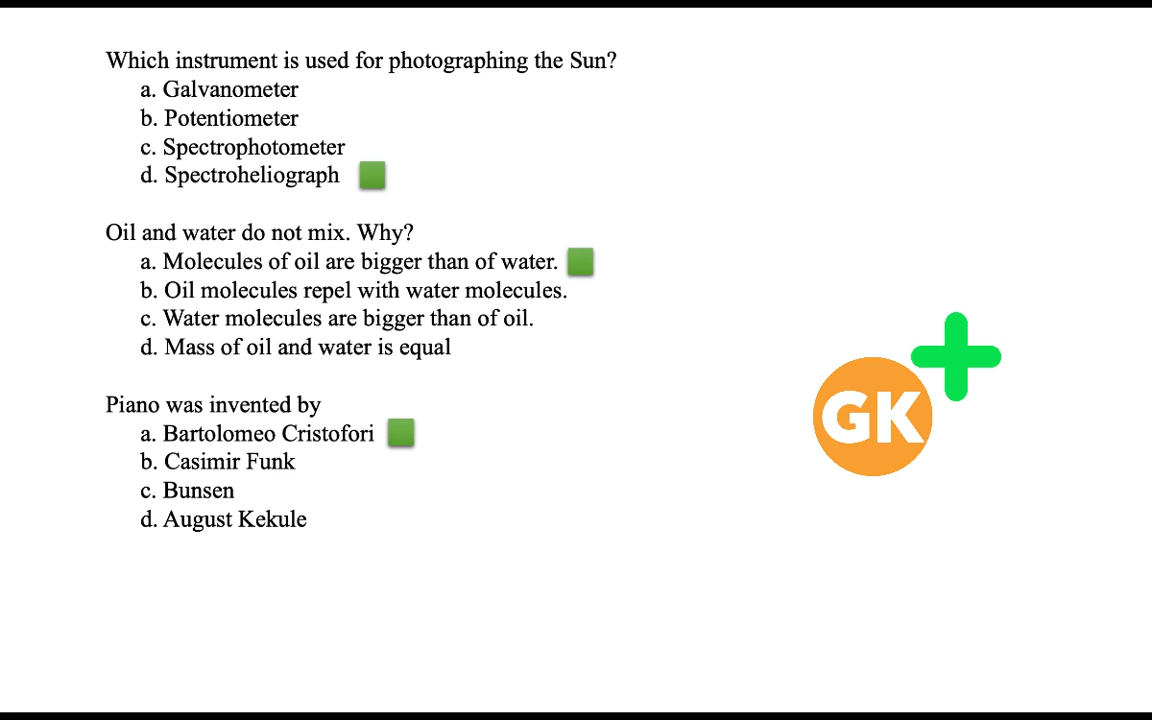 Which instrument is used for photographing the Sun?
a. Galvanometer
b. Potentiometer
c. Spectrophotometer
d. Spectroheliograph
Oil and water do not mix. Why?
a. Molecules of oil are bigger than of water.
b. Oil molecules repel with water molecules.
c. Water molecules are bigger than of oil.
d. Mass of oil and water is equal
Piano was invented by
a. Bartolomeo Cristofori
b. Casimir Funk
c. Bunsen
d. August Kekule
GK